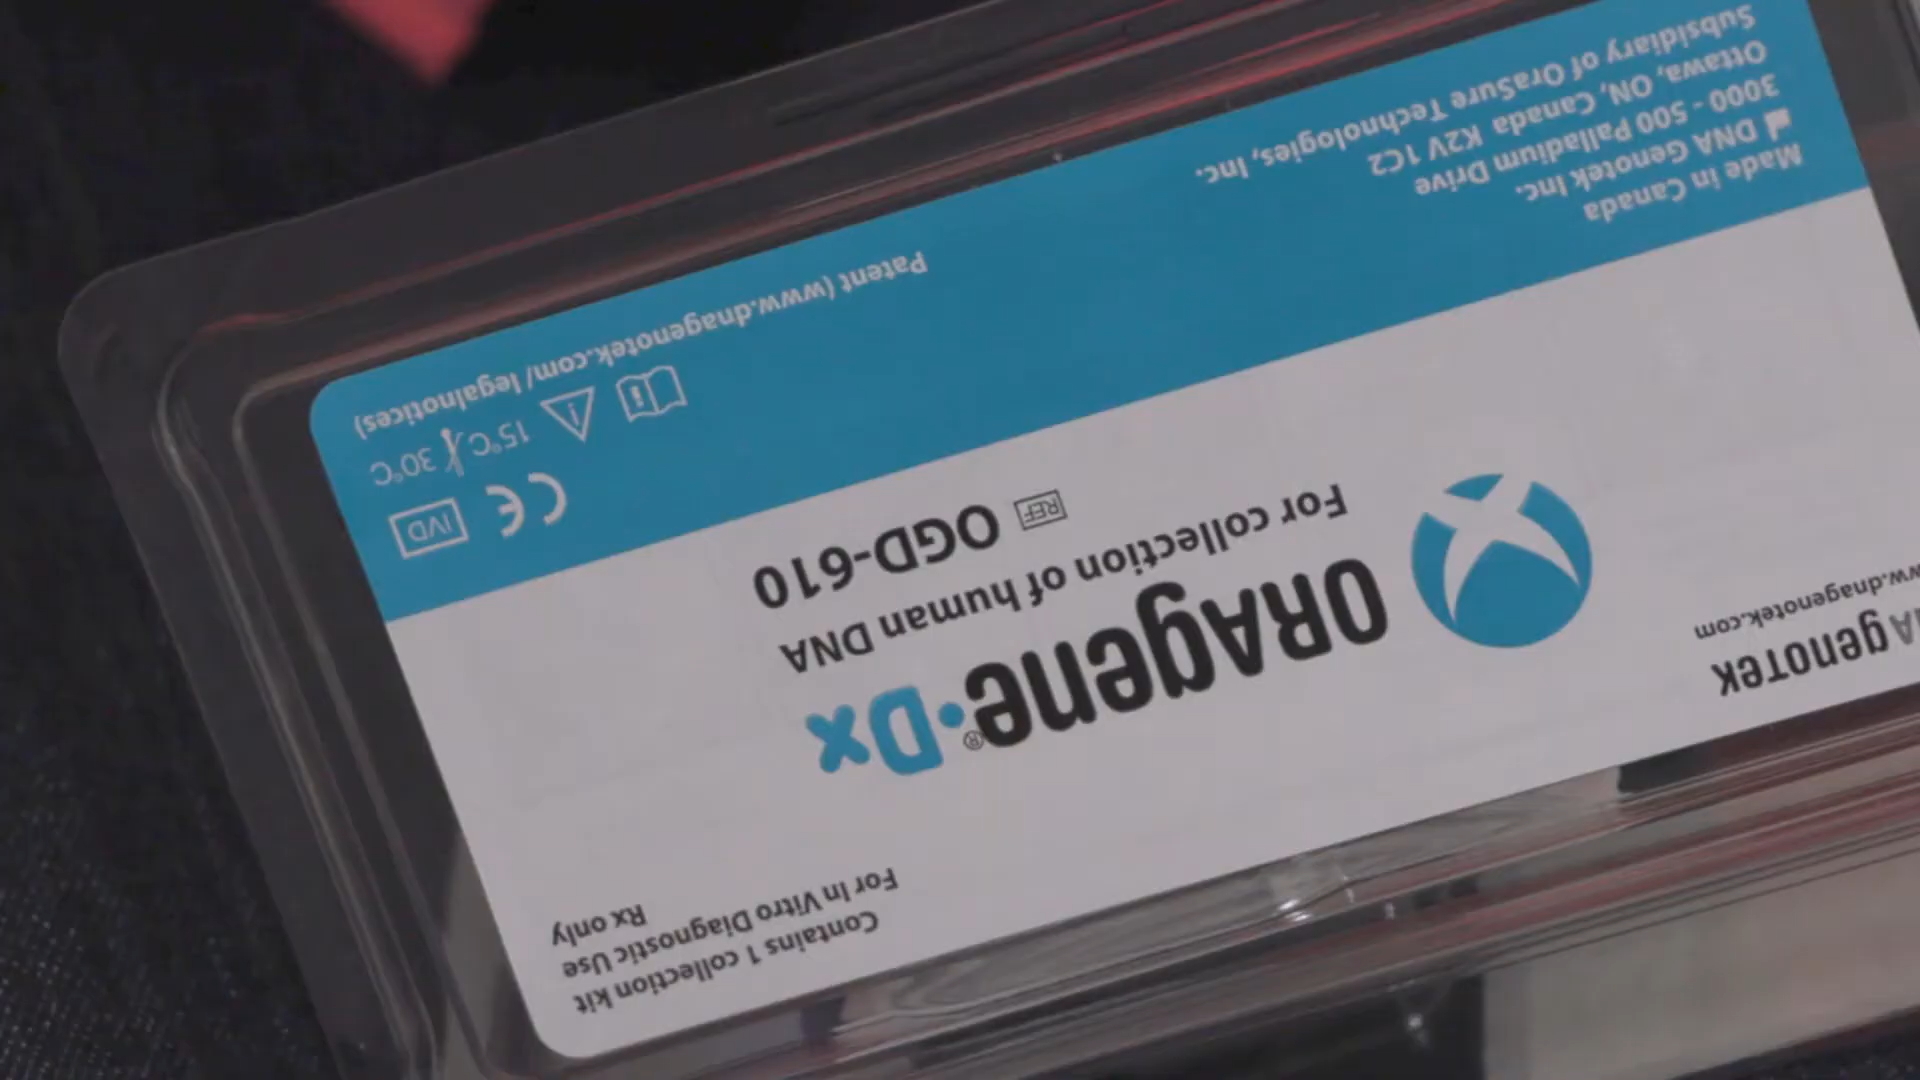 Contains 1 collection kit
For In Vitro Diagnostic Use
Rx only
genoTek
dnagenotek.com
ORAgene®•Dx
For collection of human DNA
REF OGD-610
IVD CE
15°C 30°C
Patent (www.dnagenotek.com/legalnotices)
Made in Canada
DNA Genotek Inc.
3000 - 500 Palladium Drive
Ottawa, ON, Canada K2V 1C2
Subsidiary of OraSure Technologies, Inc.